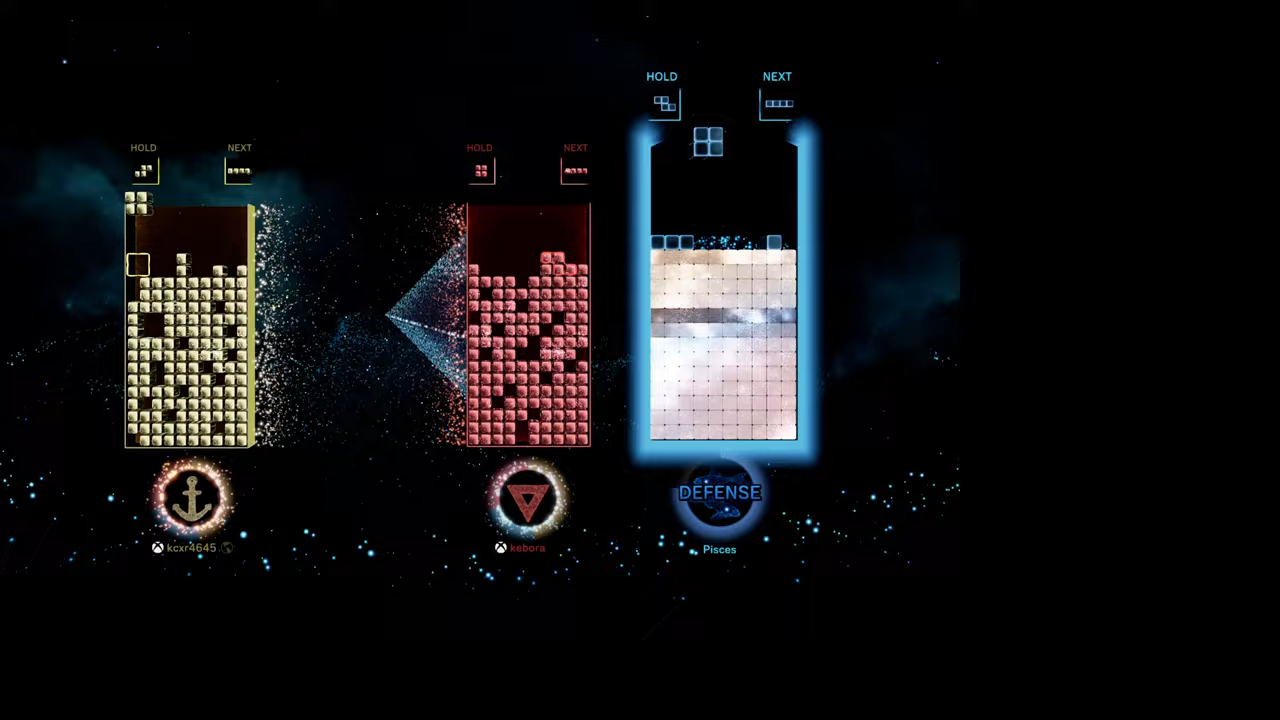 HOLD NEXT
HOLD NEXT
HOLD NEXT
DEFENSE
kcxr4645
kebora
Pisces